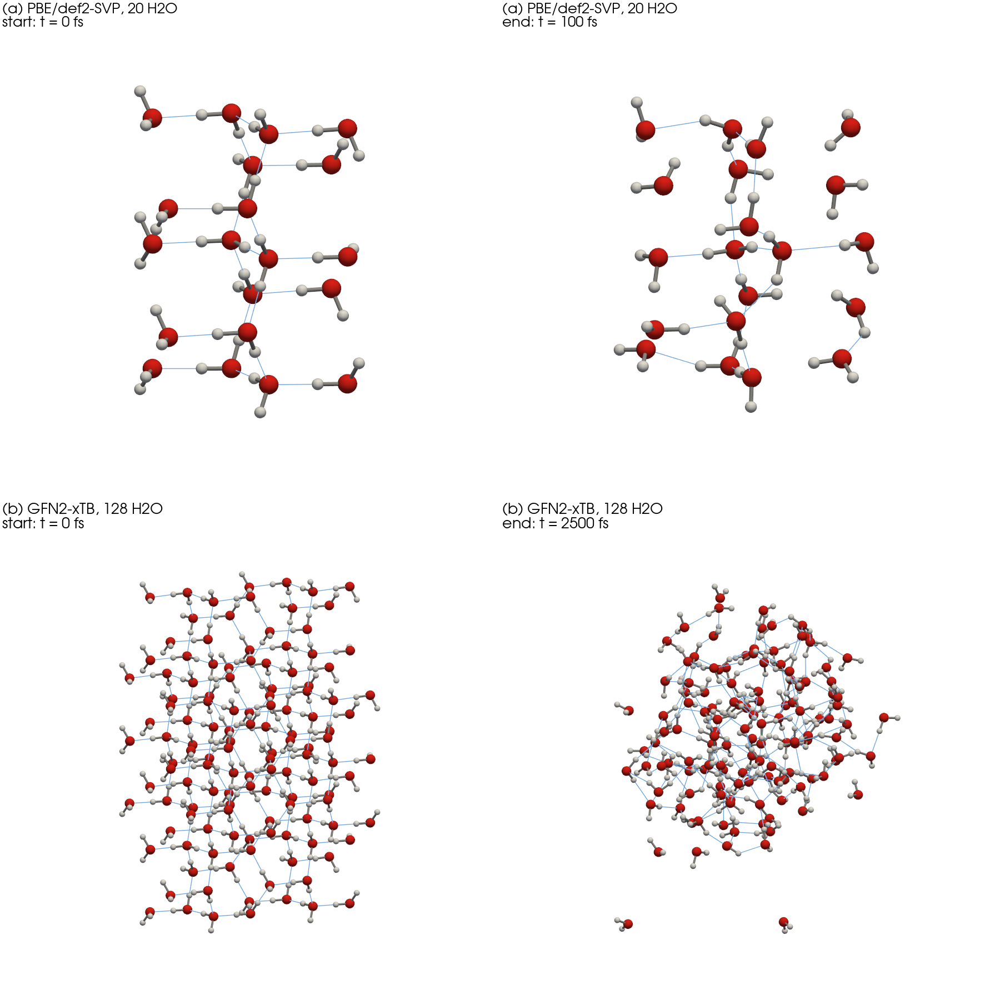 (a) PBE/def2-SVP, 20 H2O
start: t = 0 fs
(a) PBE/def2-SVP, 20 H2O
end: t = 100 fs
(b) GFN2-xTB, 128 H2O
start: t = 0 fs
(b) GFN2-xTB, 128 H2O
end: t = 2500 fs